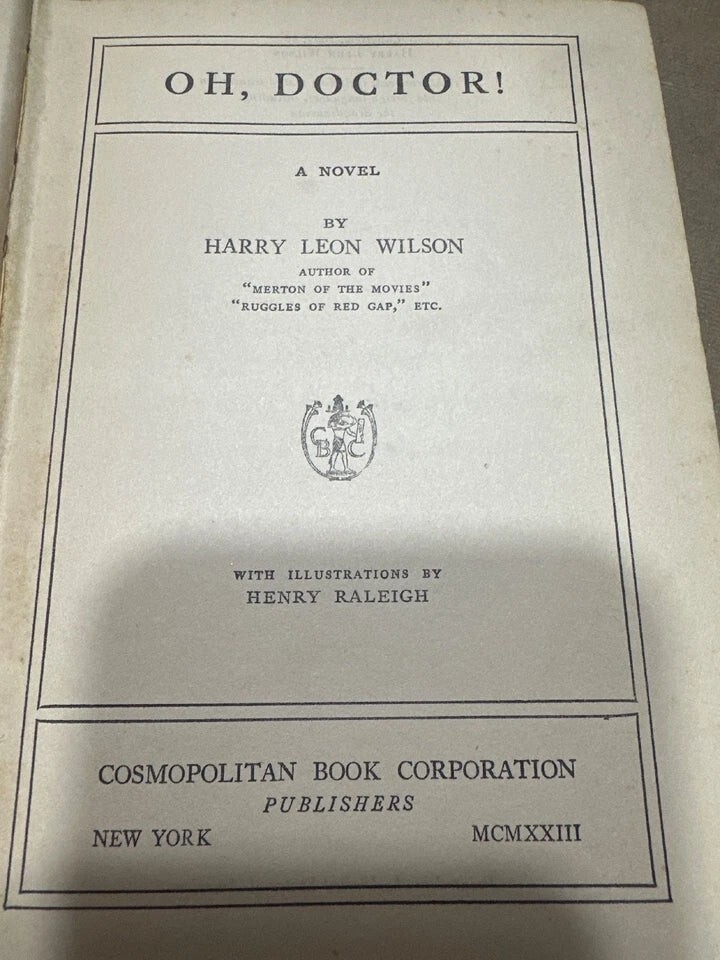 OH, DOCTOR!
A NOVEL
BY
HARRY LEON WILSON
AUTHOR OF
"MERTON OF THE MOVIES"
"RUGGLES OF RED GAP," ETC.
C B C
WITH ILLUSTRATIONS BY
HENRY RALEIGH
COSMOPOLITAN BOOK CORPORATION
PUBLISHERS
NEW YORK MCMXXIII